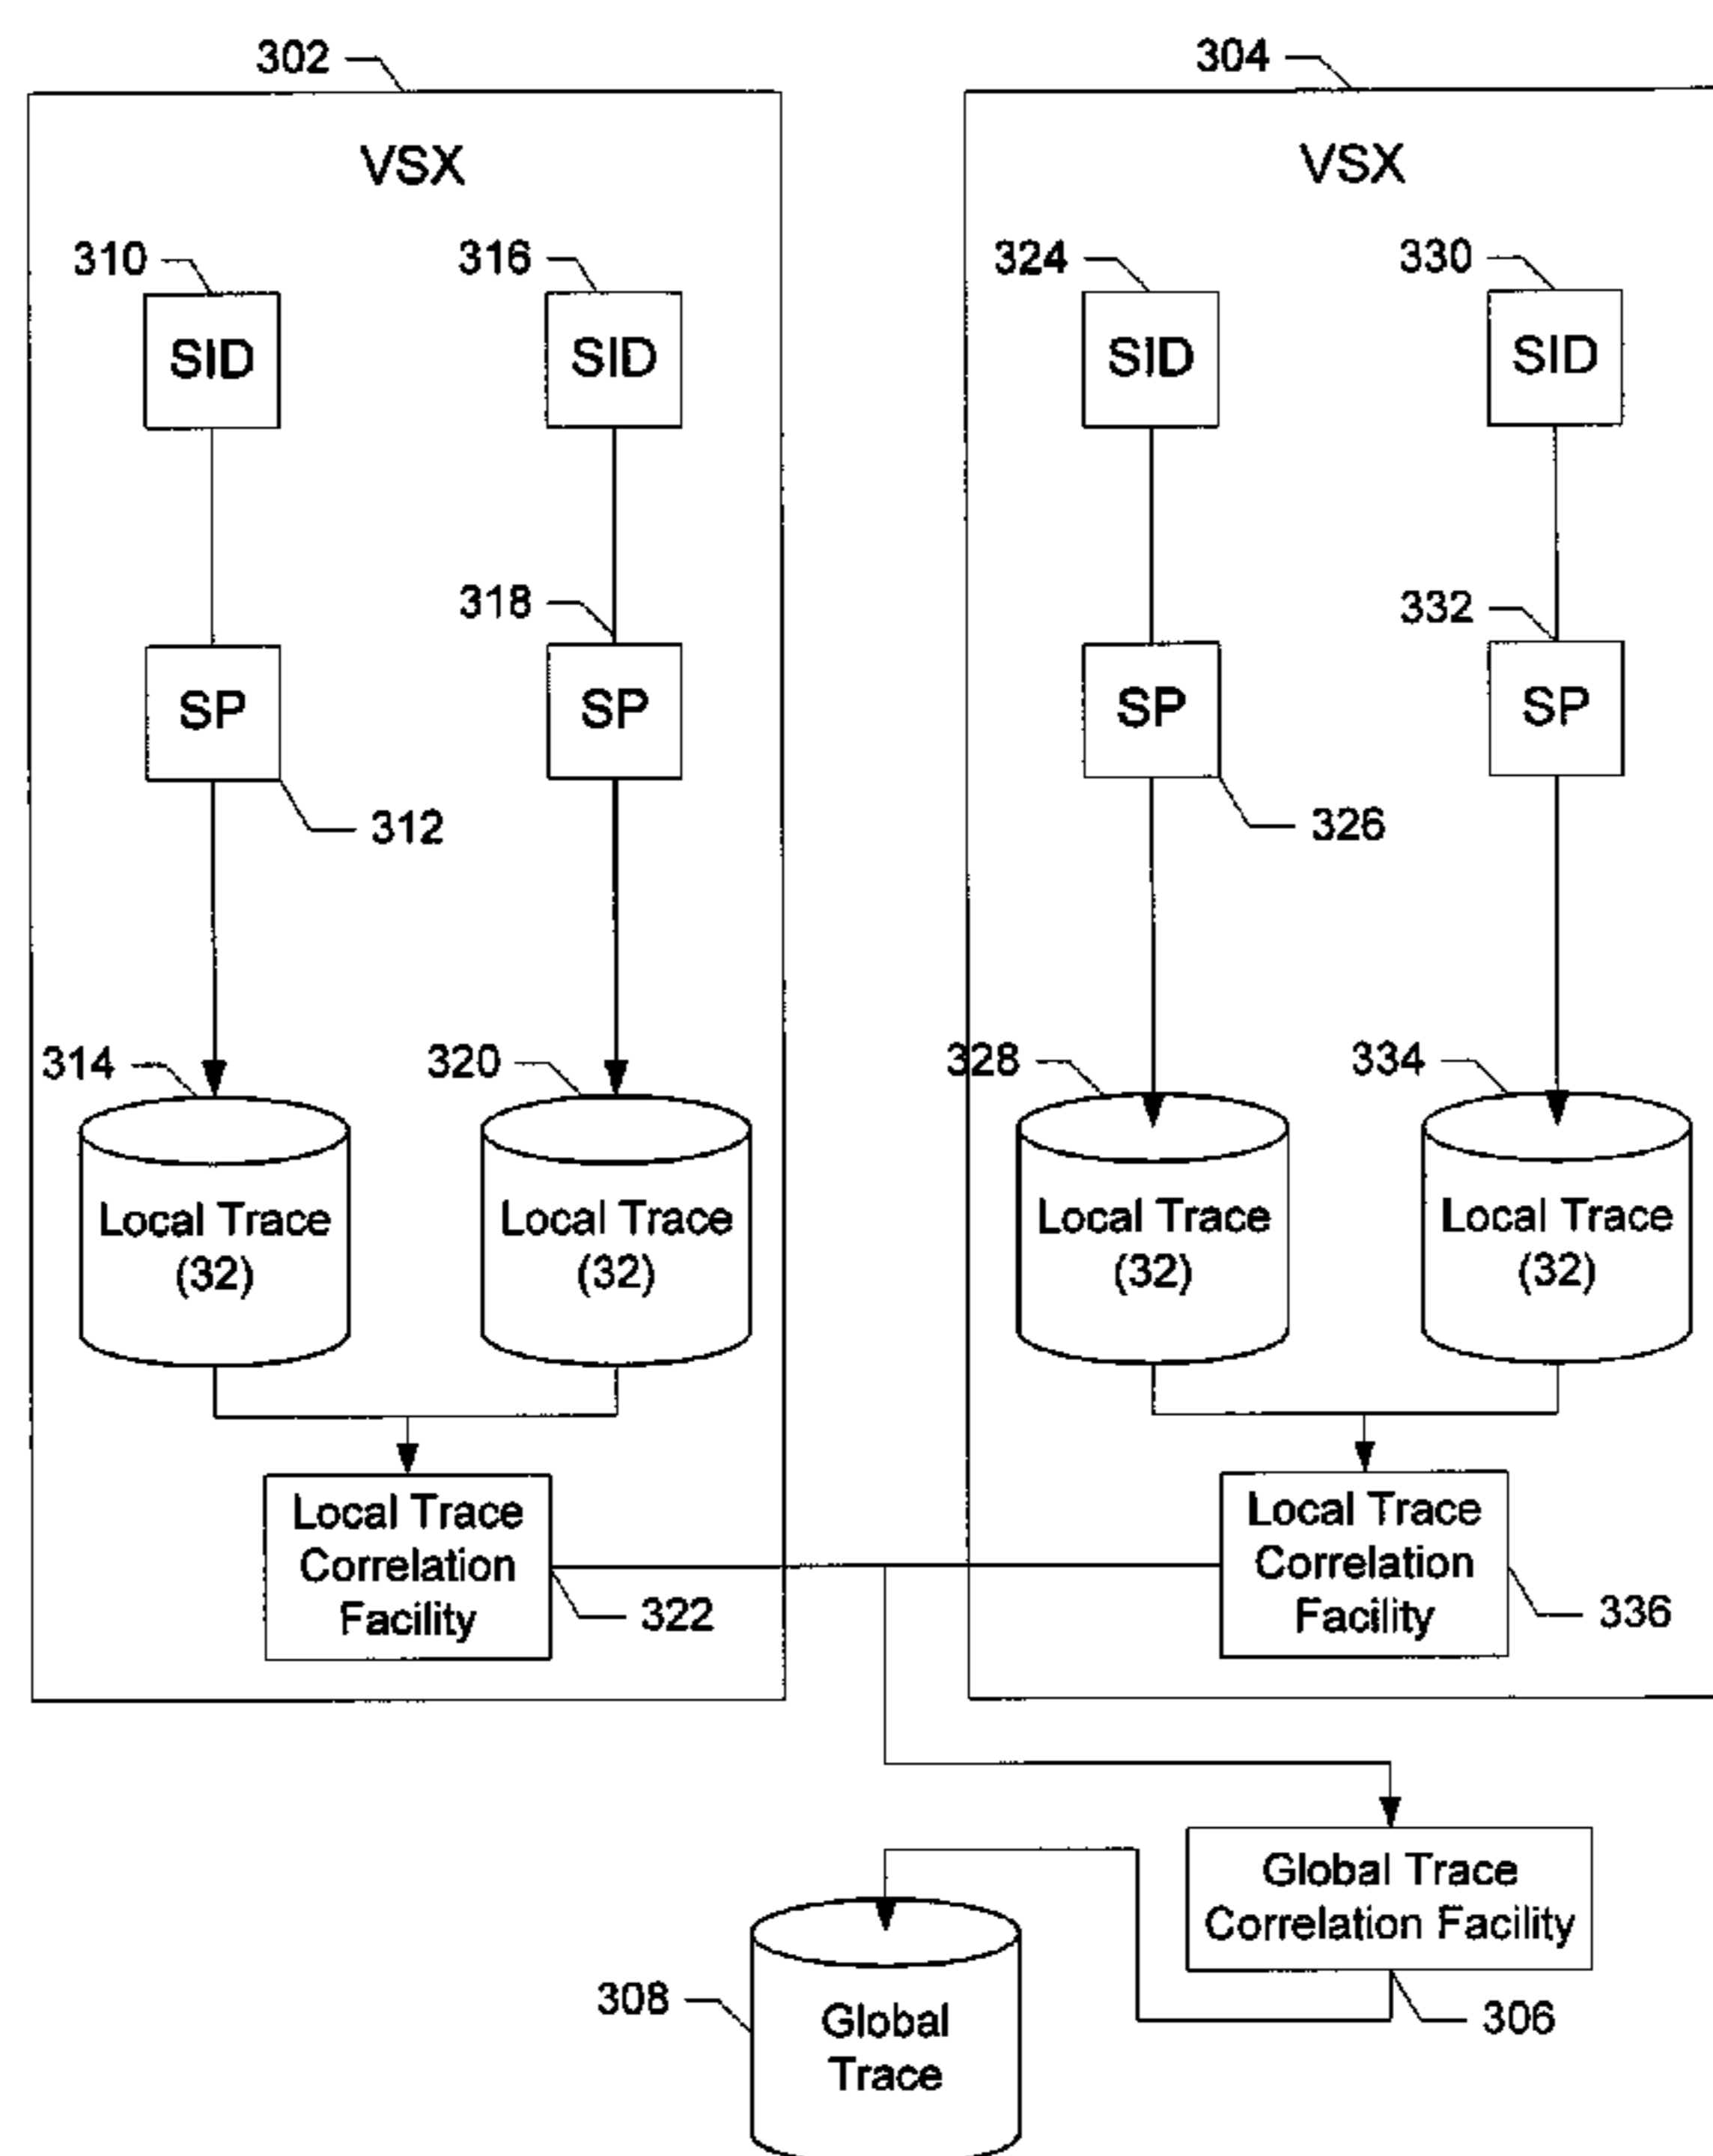 302
304
VSX
VSX
310
316
324
330
SID
SID
SID
SID
318
332
SP
SP
SP
SP
312
326
314
320
328
334
Local Trace
(32)
Local Trace
(32)
Local Trace
(32)
Local Trace
(32)
Local Trace
Correlation
Facility
322
Local Trace
Correlation
Facility
336
Global Trace
Correlation Facility
306
308
Global
Trace